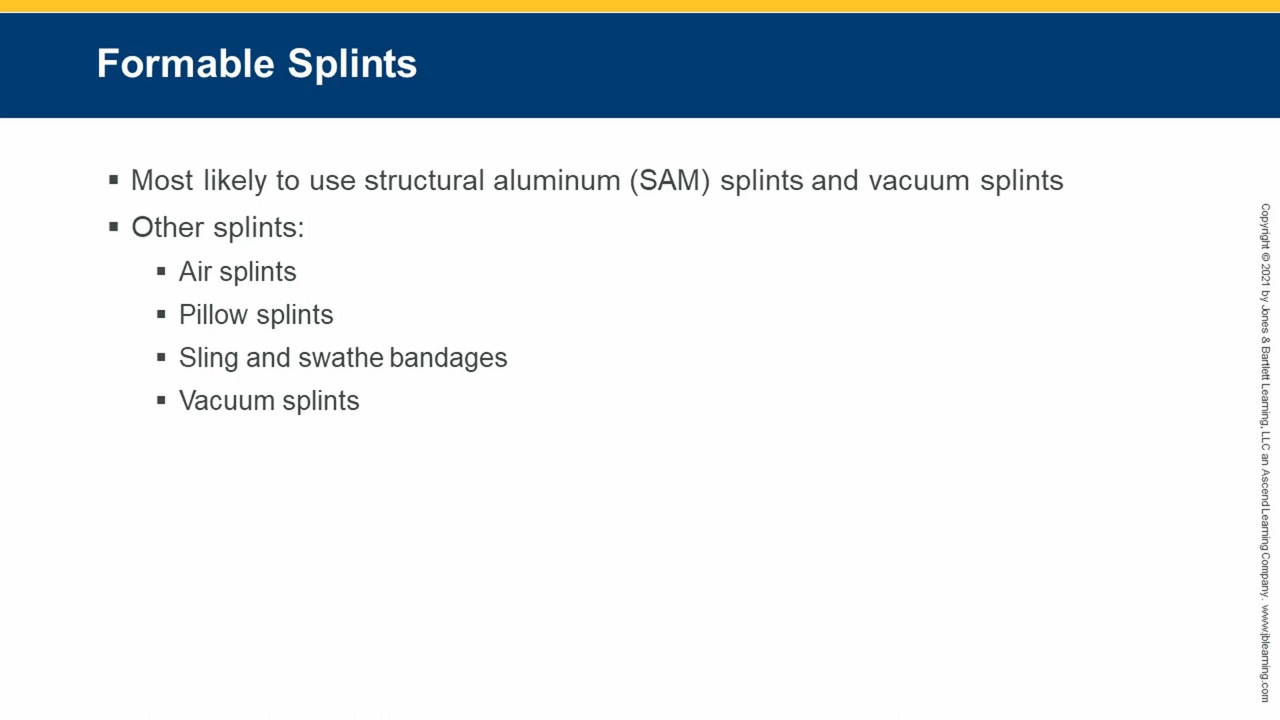 Formable Splints
▪ Most likely to use structural aluminum (SAM) splints and vacuum splints
▪ Other splints:
▪ Air splints
▪ Pillow splints
▪ Sling and swathe bandages
▪ Vacuum splints
Copyright © 2021 by Jones & Bartlett Learning, LLC an Ascend Learning Company. www.jblearning.com